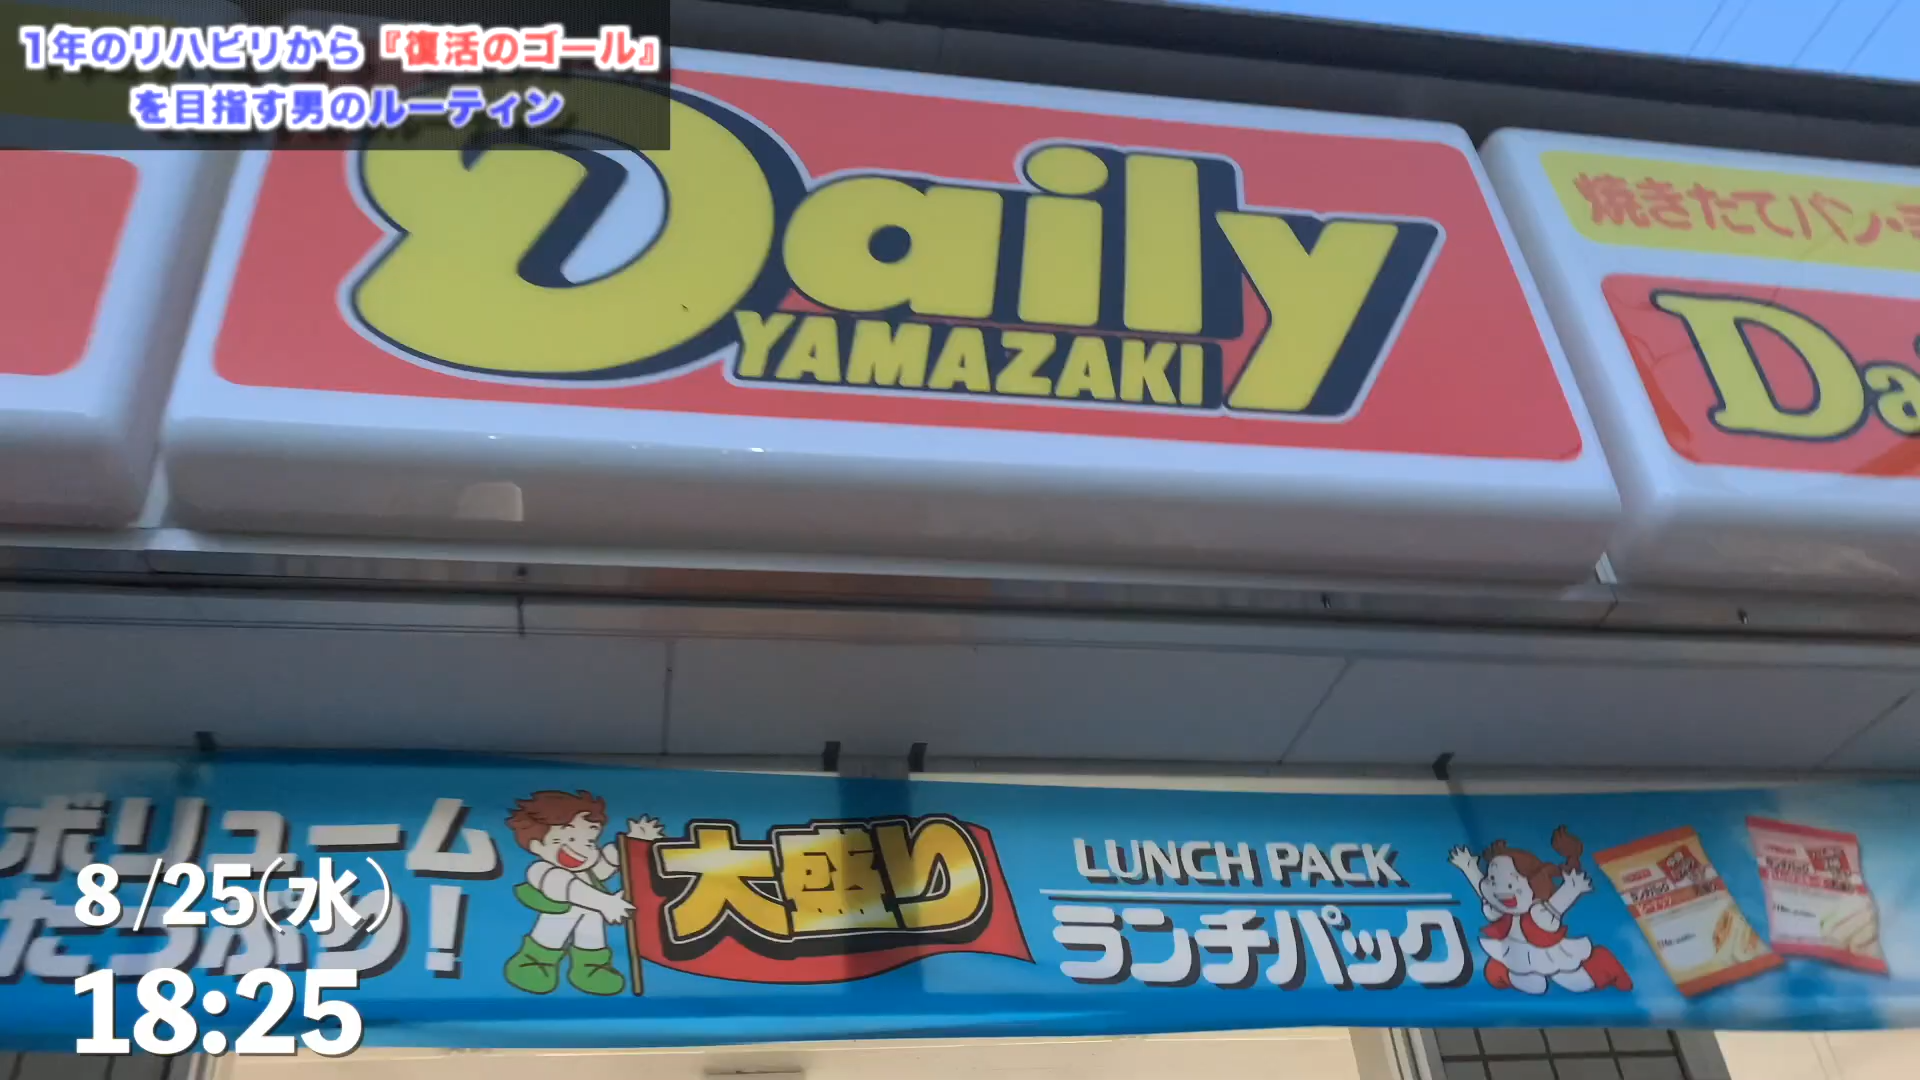 1年のリハビリから『復活のゴール』
を目指す男のルーティン
Daily
YAMAZAKI
焼きたてパン・
Da
ボリューム
たっぷり!
大盛り
LUNCH PACK
ランチパック
8/25(水)
18:25